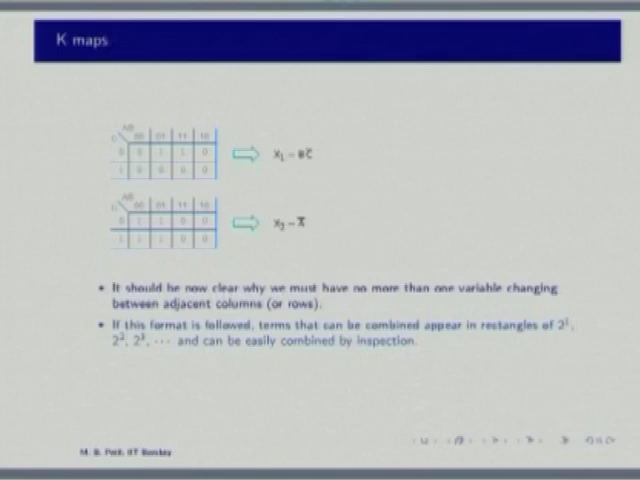 K maps
AB
C 00 01 11 10
0 0 1 1 0
1 0 0 0 0
X₁ = BC̅
AB
C 00 01 11 10
0 1 1 0 0
1 1 1 0 0
X₂ = A̅
• It should be now clear why we must have no more than one variable changing
between adjacent columns (or rows).
• If this format is followed, terms that can be combined appear in rectangles of 2¹,
2², 2³, ··· and can be easily combined by inspection.
M. B. Patil, IIT Bombay